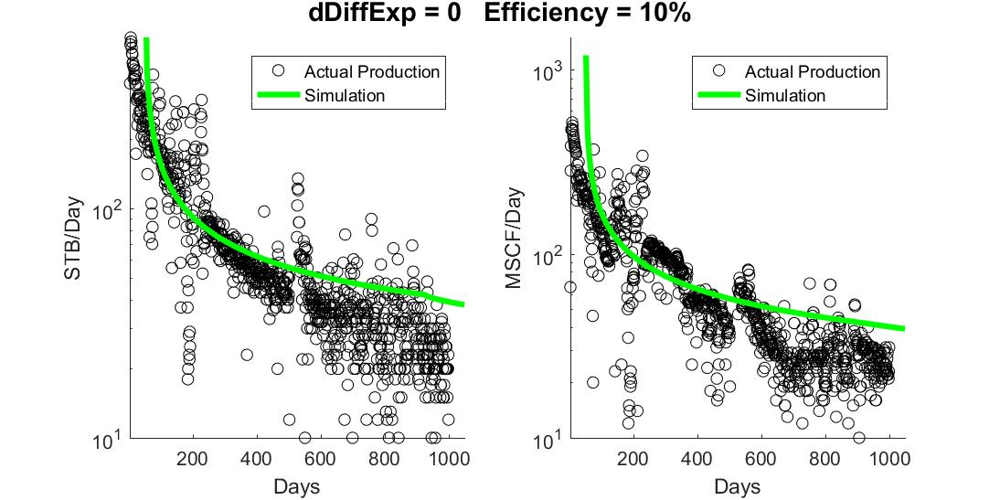 dDiffExp = 0   Efficiency = 10%
Actual Production
Simulation
STB/Day
10^2
10^1
200 400 600 800 1000
Days
Actual Production
Simulation
MSCF/Day
10^3
10^2
10^1
200 400 600 800 1000
Days